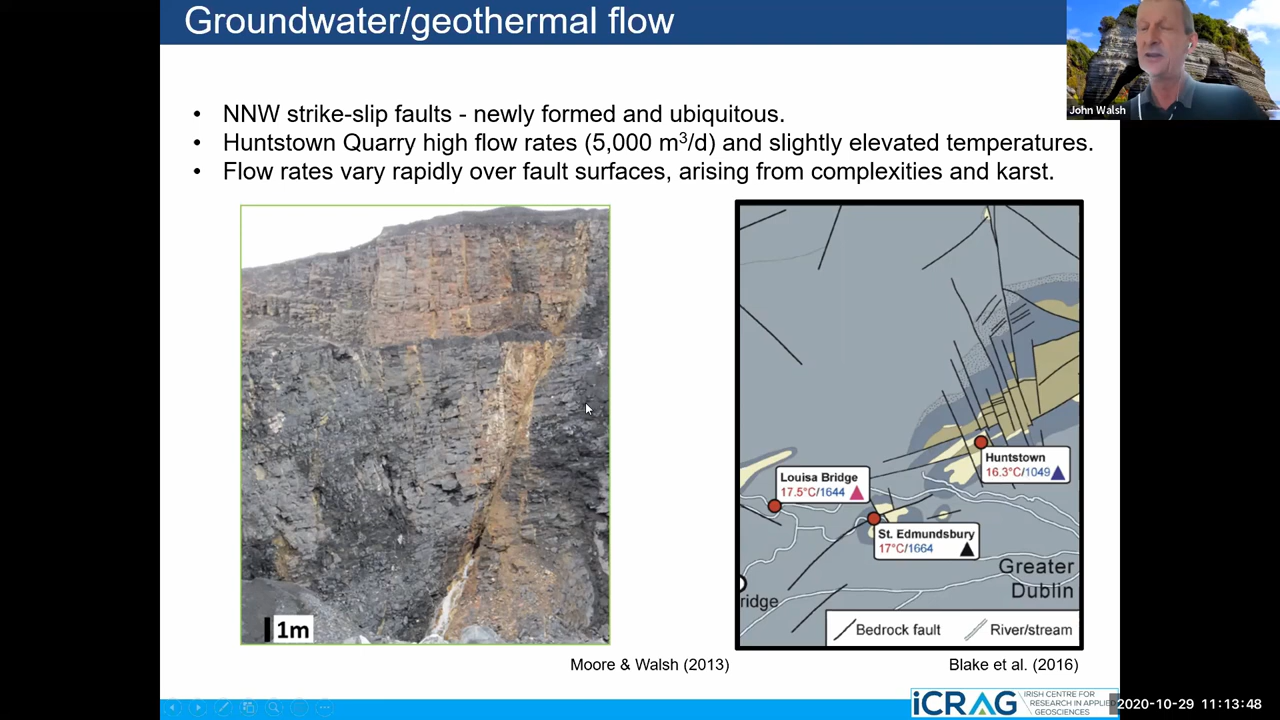 Groundwater/geothermal flow
John Walsh
• NNW strike-slip faults - newly formed and ubiquitous.
• Huntstown Quarry high flow rates (5,000 m³/d) and slightly elevated temperatures.
• Flow rates vary rapidly over fault surfaces, arising from complexities and karst.
Huntstown
16.3°C/1049
Louisa Bridge
17.5°C/1644
St. Edmundsbury
17°C/1664
Greater
Dublin
ridge
1m
Bedrock fault
River/stream
Moore & Walsh (2013)
Blake et al. (2016)
iCRAG
IRISH CENTRE FOR
RESEARCH IN APPLIED
GEOSCIENCES
2020-10-29 11:13:48